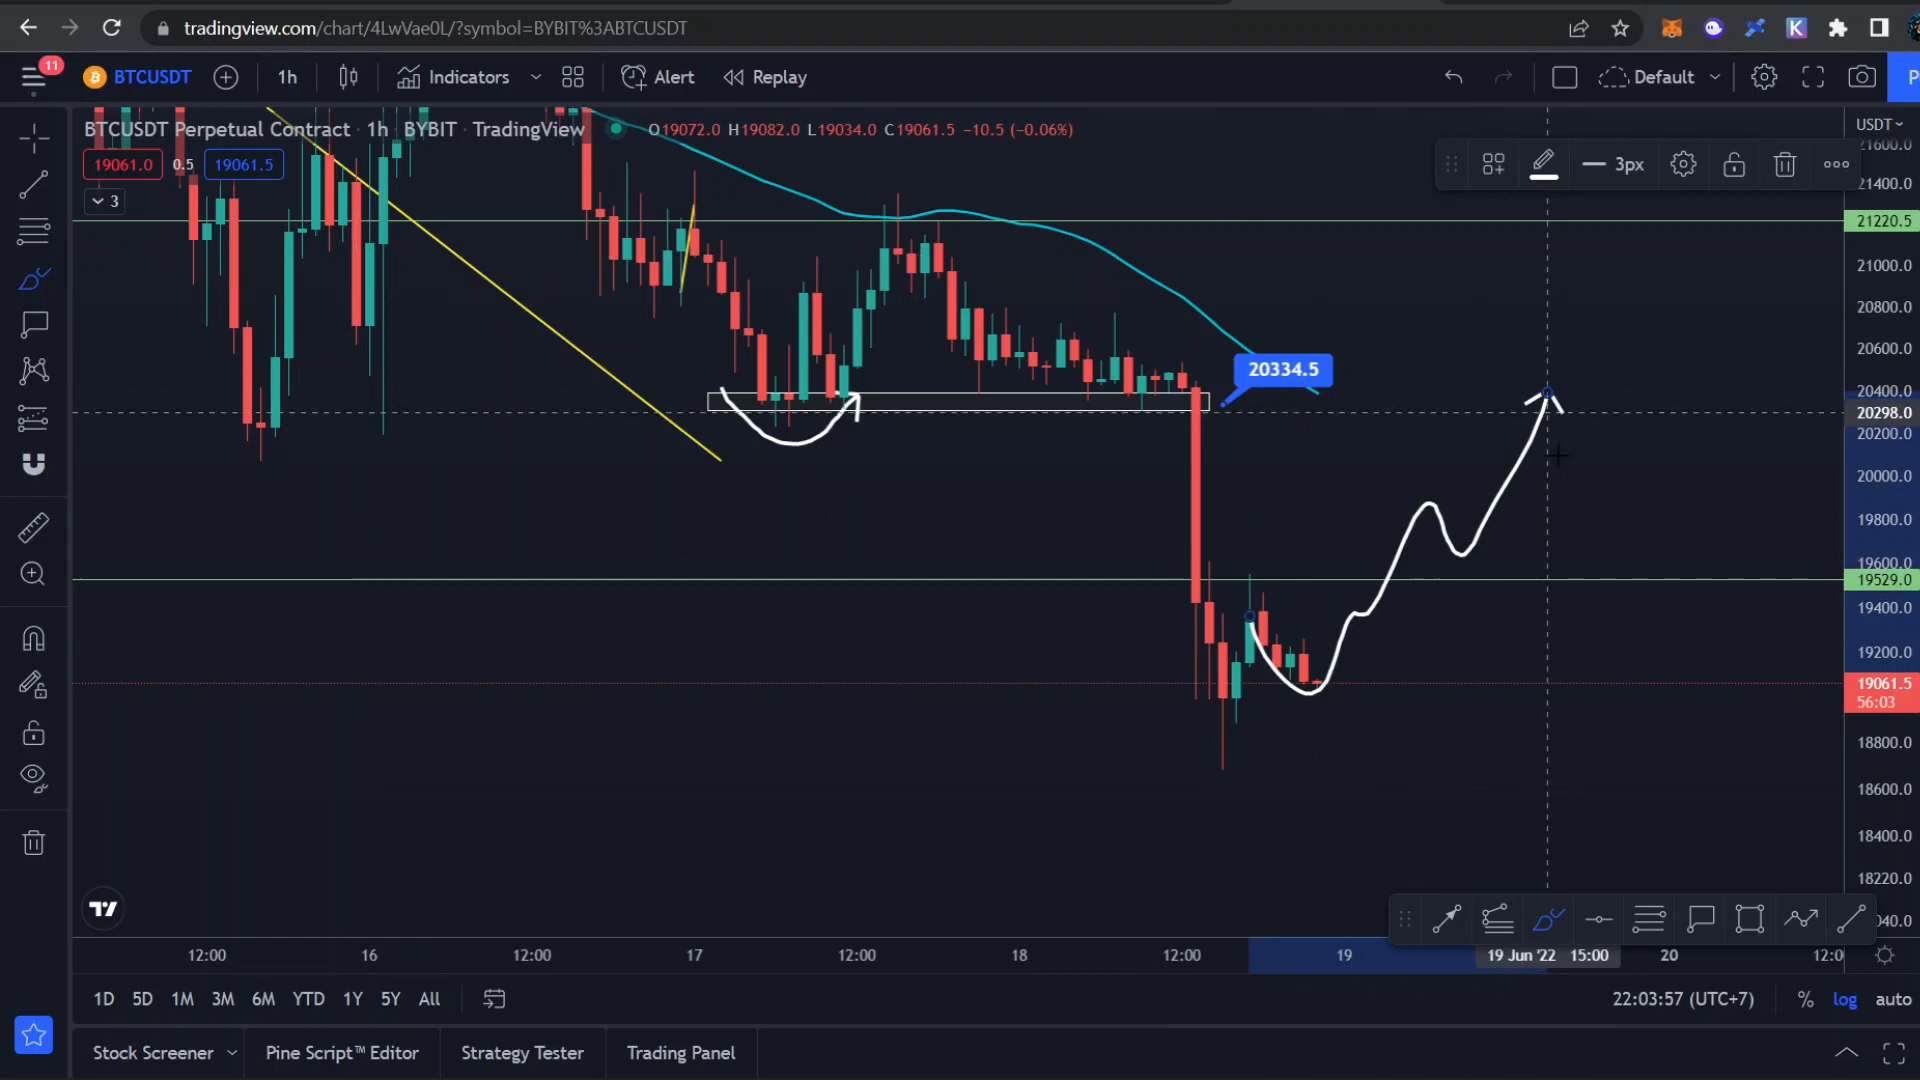 tradingview.com/chart/4LwVae0L/?symbol=BYBIT%3ABTCUSDT
K
11
BTCUSDT
1h
Indicators
Alert
Replay
Default
P
BTCUSDT Perpetual Contract · 1h · BYBIT · TradingView
O19072.0 H19082.0 L19034.0 C19061.5 −10.5 (−0.06%)
USDT
19061.0
0.5
19061.5
3px
3
21600.0
21400.0
21220.5
21000.0
20800.0
20600.0
20334.5
20400.0
20298.0
20200.0
20000.0
19800.0
19600.0
19529.0
19400.0
19200.0
19061.5
56:03
18800.0
18600.0
18400.0
18220.0
040.0
12:00
16
12:00
17
12:00
18
12:00
19
19 Jun '22 15:00
20
12:0
1D 5D 1M 3M 6M YTD 1Y 5Y All
22:03:57 (UTC+7)
%
log
auto
Stock Screener
Pine Script™ Editor
Strategy Tester
Trading Panel